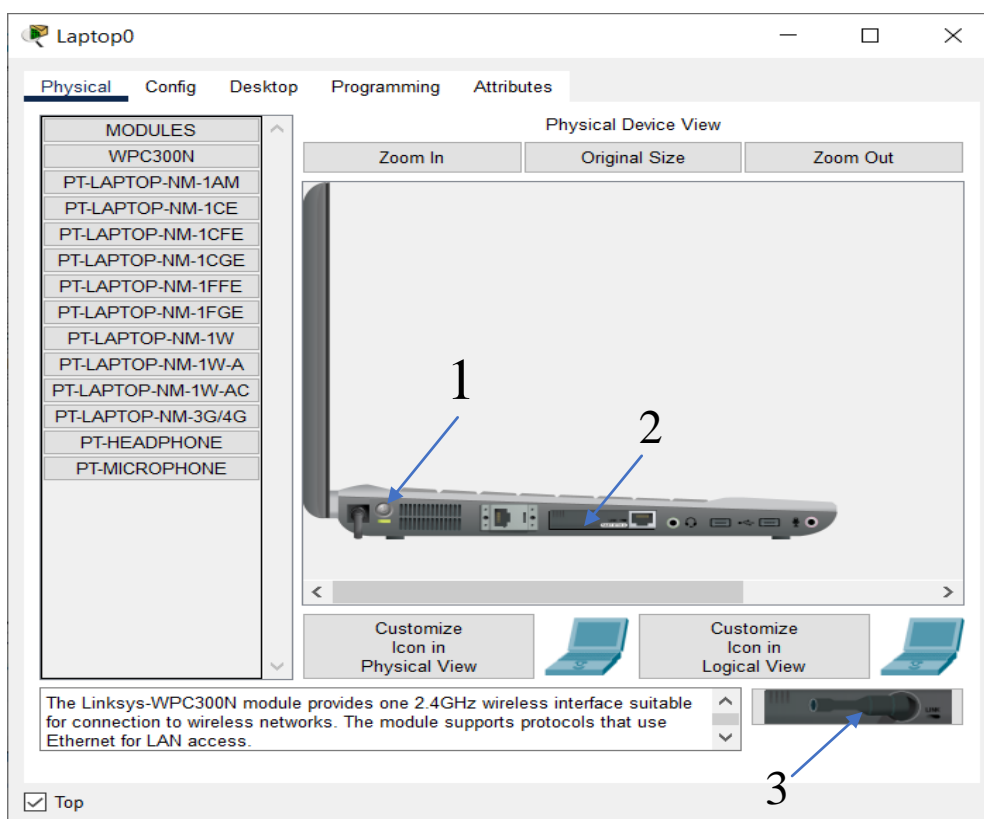 Laptop0
Physical Config Desktop Programming Attributes
MODULES
WPC300N
PT-LAPTOP-NM-1AM
PT-LAPTOP-NM-1CE
PT-LAPTOP-NM-1CFE
PT-LAPTOP-NM-1CGE
PT-LAPTOP-NM-1FFE
PT-LAPTOP-NM-1FGE
PT-LAPTOP-NM-1W
PT-LAPTOP-NM-1W-A
PT-LAPTOP-NM-1W-AC
PT-LAPTOP-NM-3G/4G
PT-HEADPHONE
PT-MICROPHONE
Physical Device View
Zoom In Original Size Zoom Out
1
2
Customize
Icon in
Physical View
Customize
Icon in
Logical View
The Linksys-WPC300N module provides one 2.4GHz wireless interface suitable
for connection to wireless networks. The module supports protocols that use
Ethernet for LAN access.
LINK
3
Top